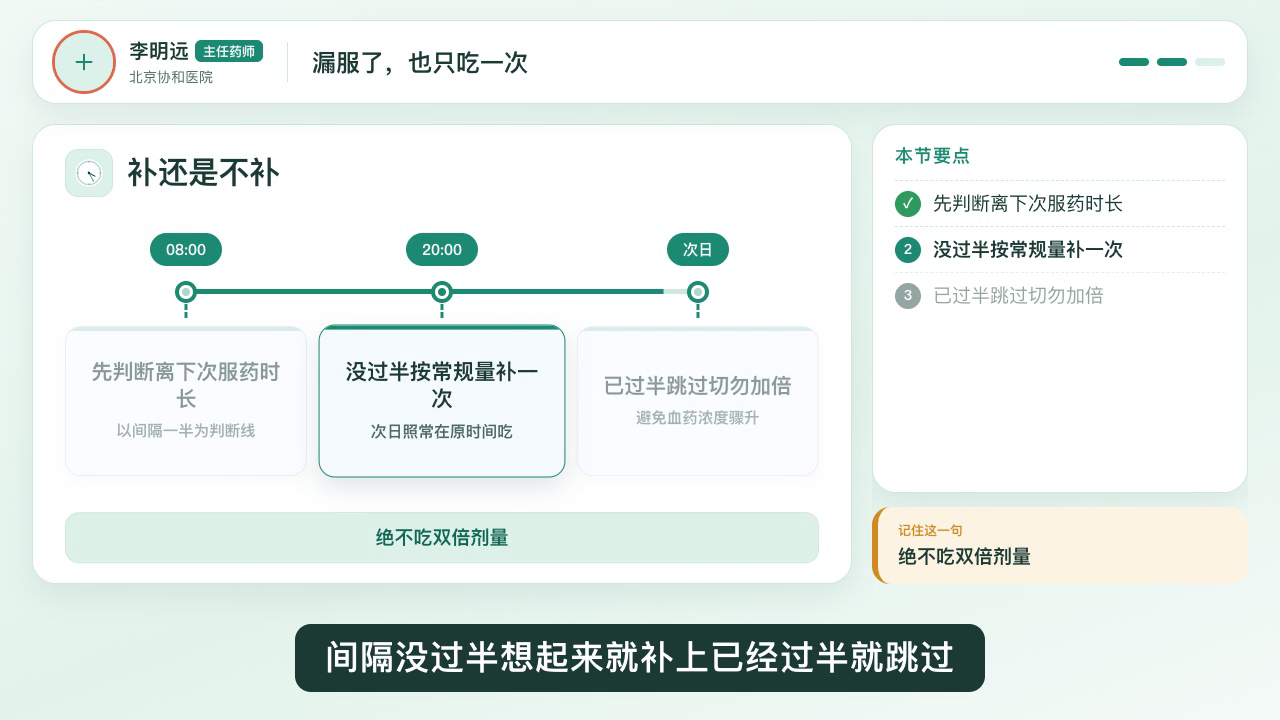 李明远 主任药师
北京协和医院
漏服了，也只吃一次
补还是不补
08:00
20:00
次日
先判断离下次服药时
长
以间隔一半为判断线
没过半按常规量补一
次
次日照常在原时间吃
已过半跳过切勿加倍
避免血药浓度骤升
绝不吃双倍剂量
本节要点
✓ 先判断离下次服药时长
2 没过半按常规量补一次
3 已过半跳过切勿加倍
记住这一句
绝不吃双倍剂量
间隔没过半想起来就补上已经过半就跳过